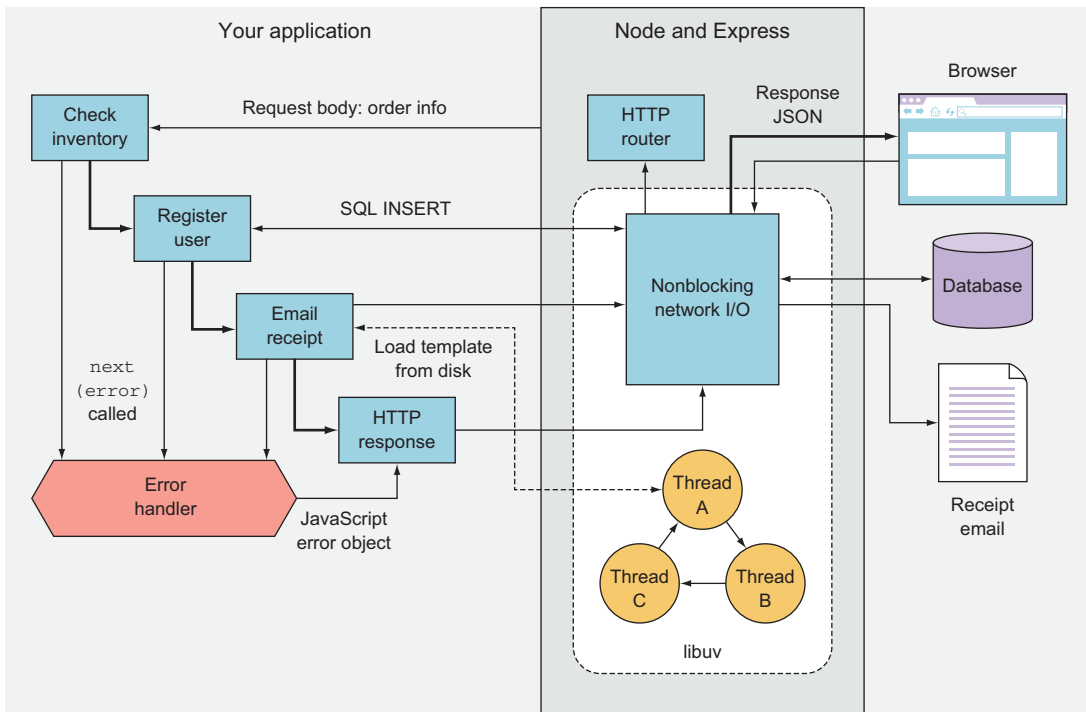 Your application
Node and Express
Browser
Check
inventory
Request body: order info
HTTP
router
Response
JSON
Register
user
SQL INSERT
Nonblocking
network I/O
Database
Email
receipt
Load template
from disk
next
(error)
called
HTTP
response
Error
handler
JavaScript
error object
Thread
A
Thread
C
Thread
B
libuv
Receipt
email